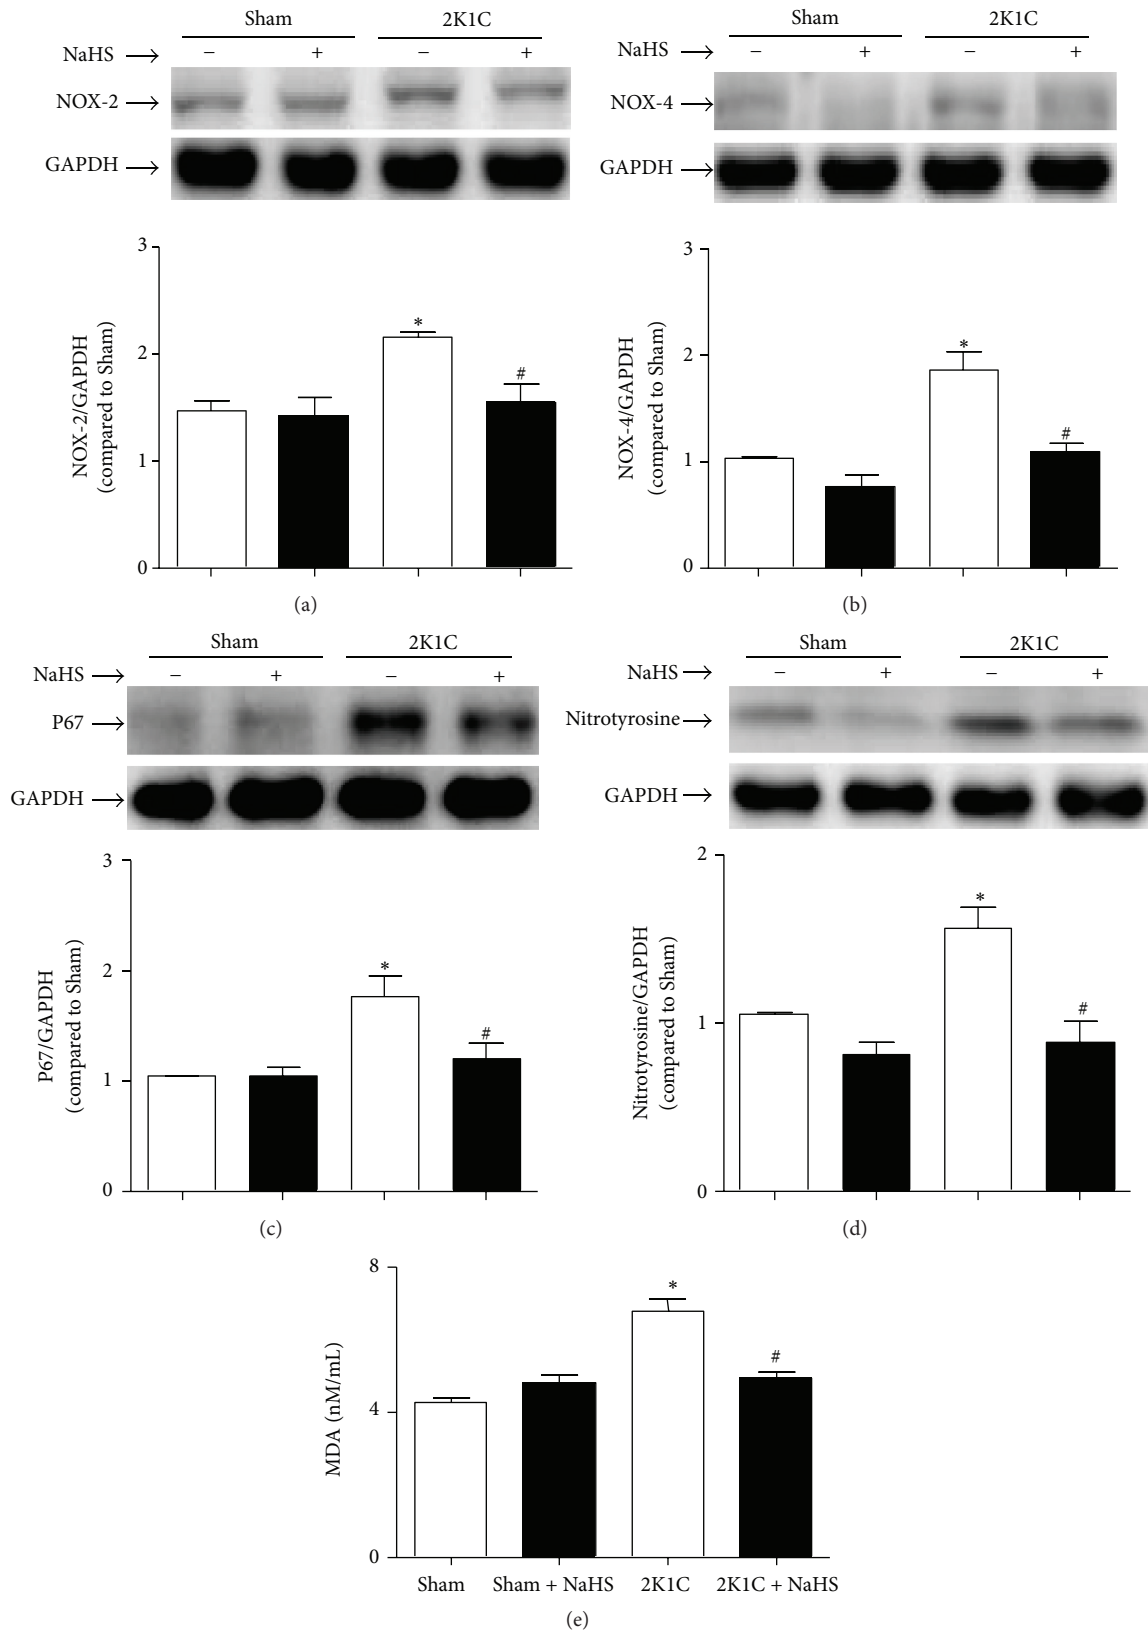 Sham 2K1C
NaHS − + − +
NOX-2
GAPDH
3
2
1
0
NOX-2/GAPDH
(compared to Sham)
* #
(a)
Sham 2K1C
NaHS − + − +
NOX-4
GAPDH
3
2
1
0
NOX-4/GAPDH
(compared to Sham)
* #
(b)
Sham 2K1C
NaHS − + − +
P67
GAPDH
3
2
1
0
P67/GAPDH
(compared to Sham)
* #
(c)
Sham 2K1C
NaHS − + − +
Nitrotyrosine
GAPDH
2
1
0
Nitrotyrosine/GAPDH
(compared to Sham)
* #
(d)
8
4
0
MDA (nM/mL)
* #
Sham Sham + NaHS 2K1C 2K1C + NaHS
(e)